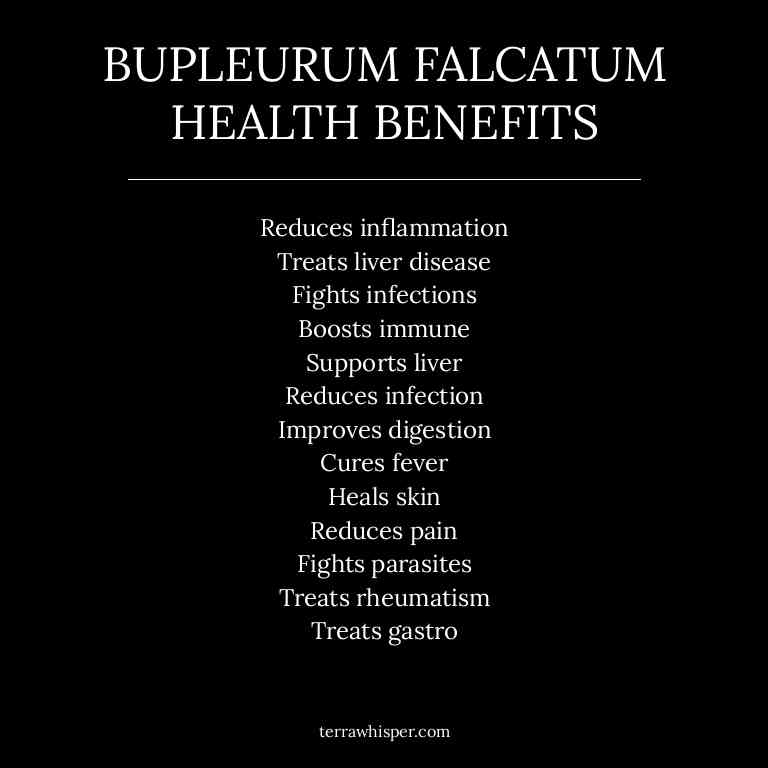 BUPLEURUM FALCATUM
HEALTH BENEFITS
Reduces inflammation
Treats liver disease
Fights infections
Boosts immune
Supports liver
Reduces infection
Improves digestion
Cures fever
Heals skin
Reduces pain
Fights parasites
Treats rheumatism
Treats gastro
terrawhisper.com